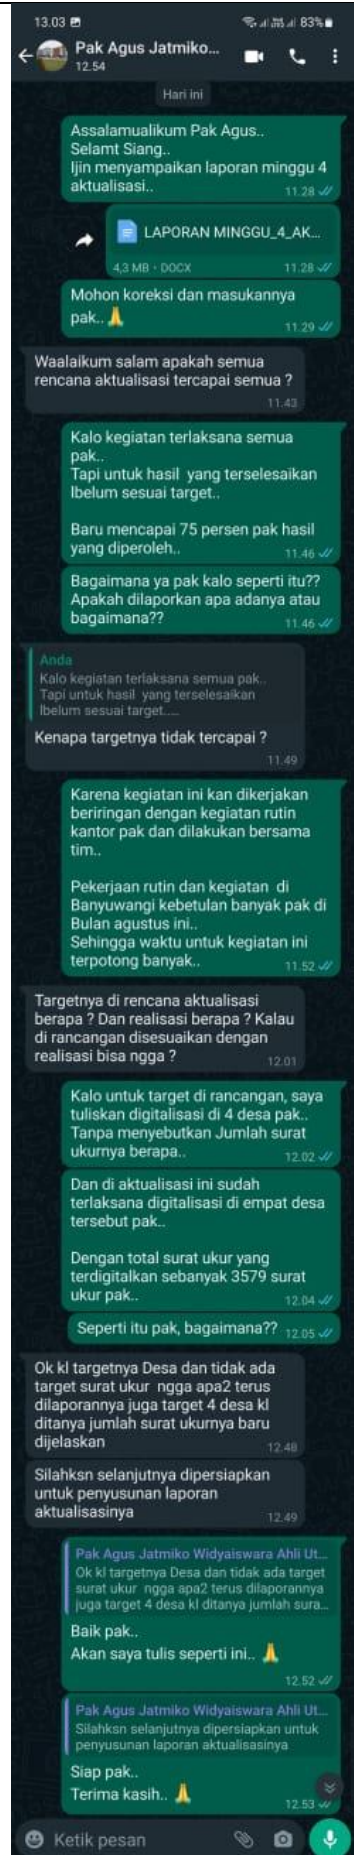 13.03
83%
Pak Agus Jatmiko...
12.54
Hari ini
Assalamualikum Pak Agus..
Selamt Siang..
Ijin menyampaikan laporan minggu 4
aktualisasi..
11.28
LAPORAN MINGGU_4_AK...
4,3 MB • DOCX
11.28
Mohon koreksi dan masukannya
pak.. 🙏
11.29
Waalaikum salam apakah semua
rencana aktualisasi tercapai semua ?
11.43
Kalo kegiatan terlaksana semua
pak..
Tapi untuk hasil yang terselesaikan
lbelum sesuai target..
Baru mencapai 75 persen pak hasil
yang diperoleh..
11.46
Bagaimana ya pak kalo seperti itu??
Apakah dilaporkan apa adanya atau
bagaimana??
11.46
Anda
Kalo kegiatan terlaksana semua pak..
Tapi untuk hasil yang terselesaikan
lbelum sesuai target.....
Kenapa targetnya tidak tercapai ?
11.49
Karena kegiatan ini kan dikerjakan
beriringan dengan kegiatan rutin
kantor pak dan dilakukan bersama
tim..
Pekerjaan rutin dan kegiatan di
Banyuwangi kebetulan banyak pak di
Bulan agustus ini..
Sehingga waktu untuk kegiatan ini
terpotong banyak..
11.52
Targetnya di rencana aktualisasi
berapa ? Dan realisasi berapa ? Kalau
di rancangan disesuaikan dengan
realisasi bisa ngga ?
12.01
Kalo untuk target di rancangan, saya
tuliskan digitalisasi di 4 desa pak..
Tanpa menyebutkan Jumlah surat
ukurnya berapa..
12.02
Dan di aktualisasi ini sudah
terlaksana digitalisasi di empat desa
tersebut pak..
Dengan total surat ukur yang
terdigitalkan sebanyak 3579 surat
ukur pak..
12.04
Seperti itu pak, bagaimana??
12.05
Ok kl targetnya Desa dan tidak ada
target surat ukur ngga apa2 terus
dilaporannya juga target 4 desa kl
ditanya jumlah surat ukurnya baru
dijelaskan
12.48
Silahksn selanjutnya dipersiapkan
untuk penyusunan laporan
aktualisasinya
12.49
Pak Agus Jatmiko Widyaiswara Ahli Ut...
Ok kl targetnya Desa dan tidak ada target
surat ukur ngga apa2 terus dilaporannya
juga target 4 desa kl ditanya jumlah sura...
Baik pak..
Akan saya tulis seperti ini.. 🙏
12.52
Pak Agus Jatmiko Widyaiswara Ahli Ut...
Silahksn selanjutnya dipersiapkan untuk
penyusunan laporan aktualisasinya
Siap pak..
Terima kasih.. 🙏
12.53
Ketik pesan